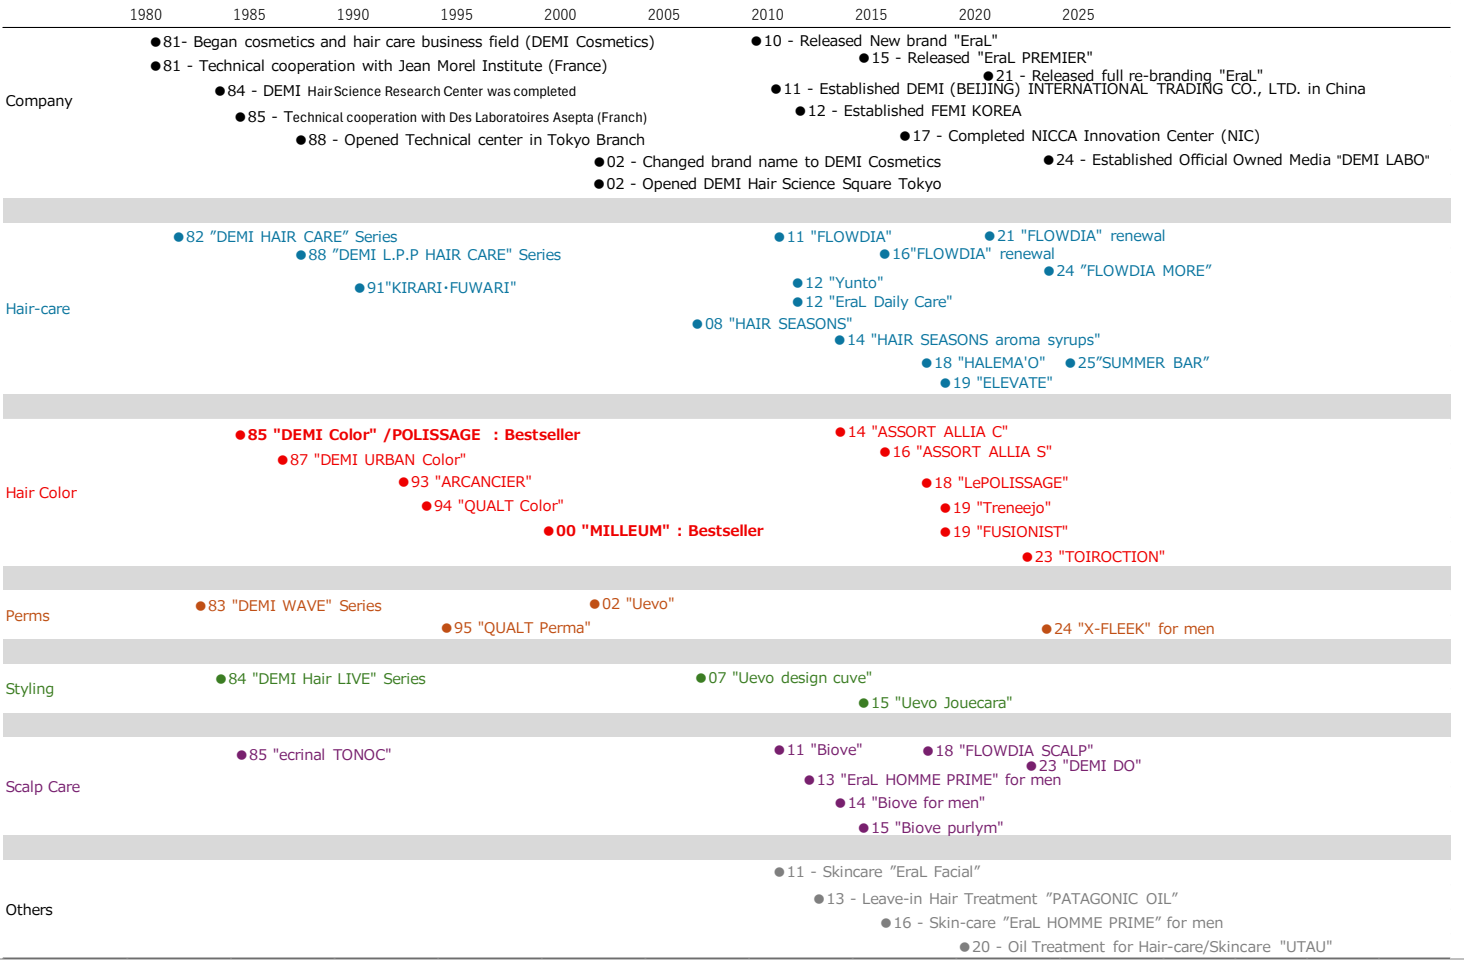 1980 1985 1990 1995 2000 2005 2010 2015 2020 2025
Company
●81- Began cosmetics and hair care business field (DEMI Cosmetics)
●81 - Technical cooperation with Jean Morel Institute (France)
●84 - DEMI Hair Science Research Center was completed
●85 - Technical cooperation with Des Laboratoires Asepta (Franch)
●88 - Opened Technical center in Tokyo Branch
●02 - Changed brand name to DEMI Cosmetics
●02 - Opened DEMI Hair Science Square Tokyo
●10 - Released New brand "EraL"
●15 - Released "EraL PREMIER"
●21 - Released full re-branding "EraL"
●11 - Established DEMI (BEIJING) INTERNATIONAL TRADING CO., LTD. in China
●12 - Established FEMI KOREA
●17 - Completed NICCA Innovation Center (NIC)
●24 - Established Official Owned Media "DEMI LABO"
Hair-care
●82 ”DEMI HAIR CARE” Series
●88 ”DEMI L.P.P HAIR CARE" Series
●91"KIRARI・FUWARI"
●08 "HAIR SEASONS"
●11 "FLOWDIA"
●21 "FLOWDIA" renewal
●16"FLOWDIA" renewal
●24 ”FLOWDIA MORE”
●12 "Yunto"
●12 "EraL Daily Care"
●14 "HAIR SEASONS aroma syrups"
●18 "HALEMA'O"
●25”SUMMER BAR”
●19 "ELEVATE"
Hair Color
●85 "DEMI Color" /POLISSAGE : Bestseller
●87 "DEMI URBAN Color"
●93 "ARCANCIER"
●94 "QUALT Color"
●00 "MILLEUM" : Bestseller
●14 "ASSORT ALLIA C"
●16 "ASSORT ALLIA S"
●18 "LePOLISSAGE"
●19 "Treneejo"
●19 "FUSIONIST"
●23 "TOIROCTION"
Perms
●83 "DEMI WAVE" Series
●95 "QUALT Perma"
●02 "Uevo"
●24 "X-FLEEK" for men
Styling
●84 "DEMI Hair LIVE" Series
●07 "Uevo design cuve"
●15 "Uevo Jouecara"
Scalp Care
●85 "ecrinal TONOC"
●11 "Biove"
●18 "FLOWDIA SCALP"
●23 "DEMI DO"
●13 "EraL HOMME PRIME" for men
●14 "Biove for men"
●15 "Biove purlym"
Others
●11 - Skincare ”EraL Facial”
●13 - Leave-in Hair Treatment ”PATAGONIC OIL”
●16 - Skin-care ”EraL HOMME PRIME” for men
●20 - Oil Treatment for Hair-care/Skincare "UTAU"